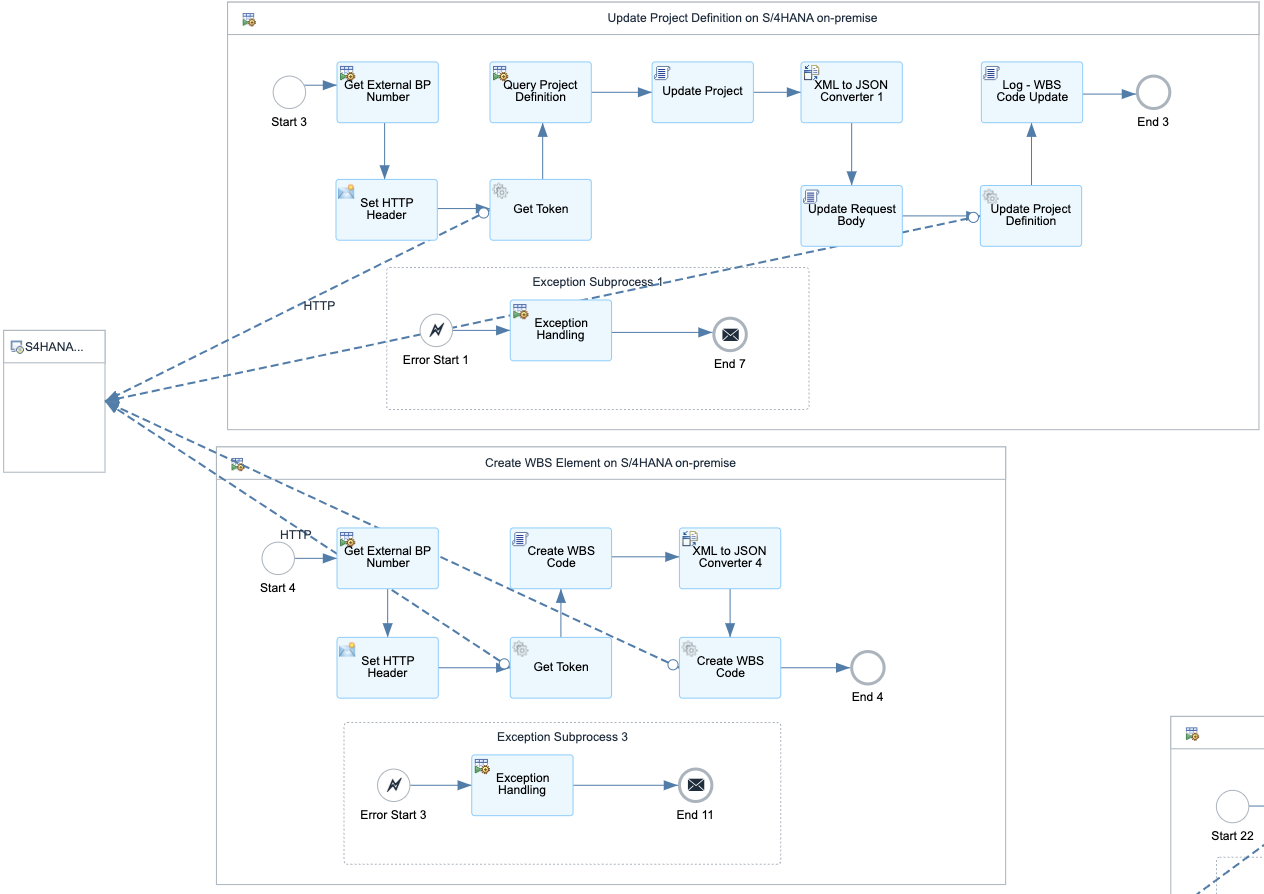 Update Project Definition on S/4HANA on-premise
Get External BP
Number
Query Project
Definition
Update Project
XML to JSON
Converter 1
Log - WBS
Code Update
Start 3
End 3
Set HTTP
Header
Get Token
Update Request
Body
Update Project
Definition
Exception Subprocess 1
HTTP
Exception
Handling
Error Start 1
End 7
S4HANA...
Create WBS Element on S/4HANA on-premise
HTTP
Get External BP
Number
Create WBS
Code
XML to JSON
Converter 4
Start 4
Set HTTP
Header
Get Token
Create WBS
Code
End 4
Exception Subprocess 3
Exception
Handling
Error Start 3
End 11
Start 22